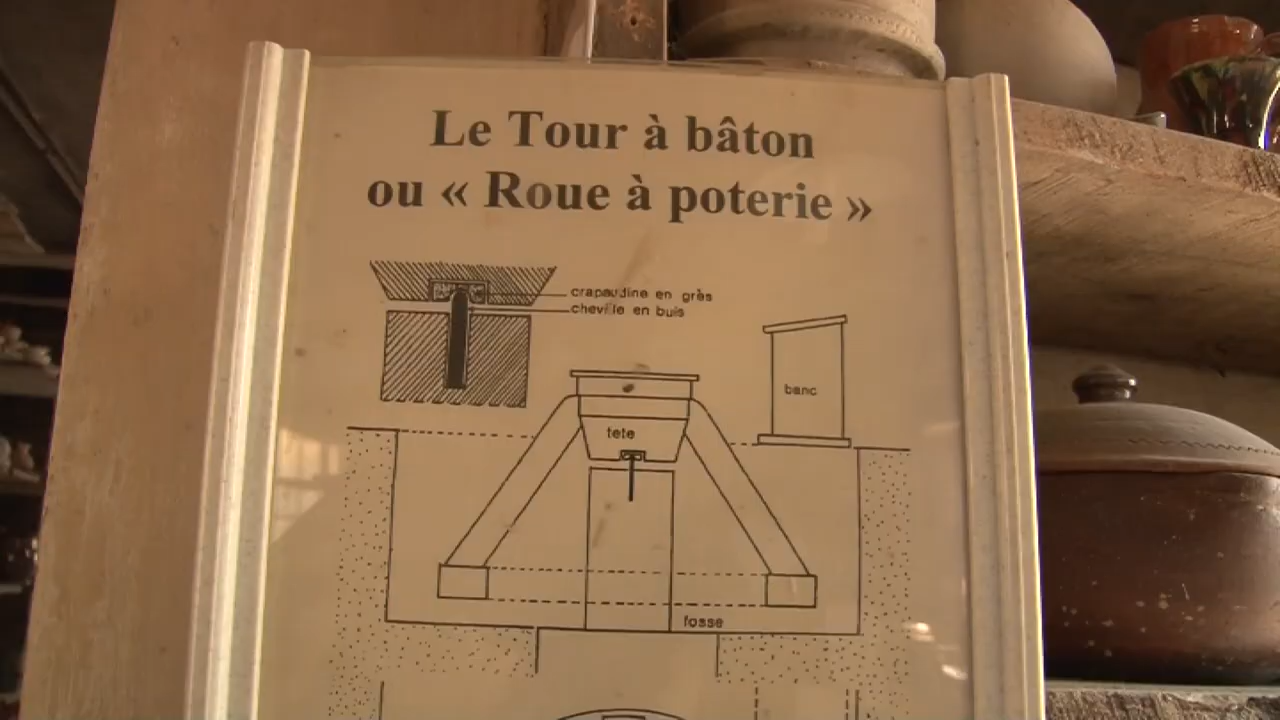 Le Tour à bâton
ou « Roue à poterie »
crapaudine en grès
cheville en buis
banc
tete
fosse